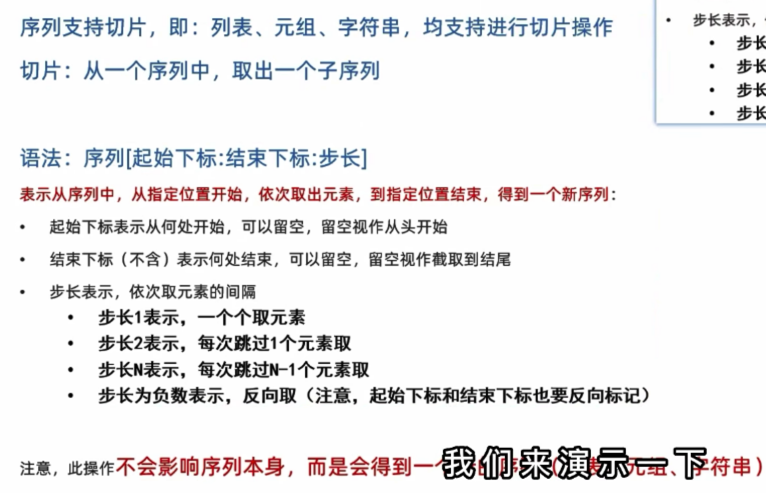 序列支持切片，即：列表、元组、字符串，均支持进行切片操作
切片：从一个序列中，取出一个子序列
语法：序列[起始下标:结束下标:步长]
表示从序列中，从指定位置开始，依次取出元素，到指定位置结束，得到一个新序列：
• 起始下标表示从何处开始，可以留空，留空视作从头开始
• 结束下标（不含）表示何处结束，可以留空，留空视作截取到结尾
• 步长表示，依次取元素的间隔
• 步长1表示，一个个取元素
• 步长2表示，每次跳过1个元素取
• 步长N表示，每次跳过N-1个元素取
• 步长为负数表示，反向取（注意，起始下标和结束下标也要反向标记）
注意，此操作不会影响序列本身，而是会得到一个
元组、字符串）
我们来演示一下
• 步长表示，
• 步长
• 步长
• 步长
• 步长